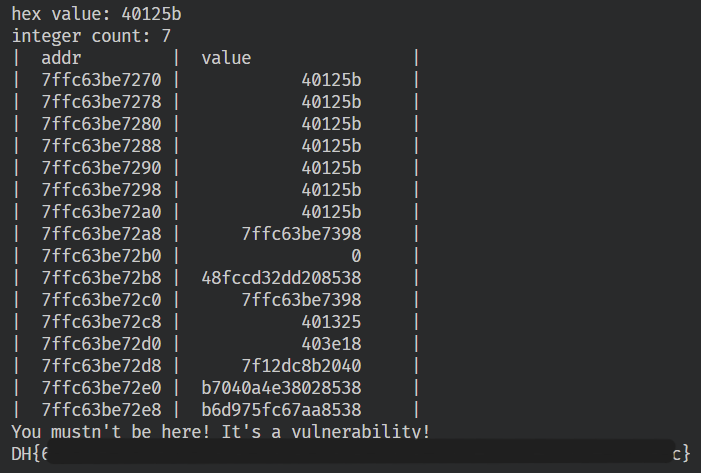 hex value: 40125b
integer count: 7
| addr | value |
| 7ffc63be7270 | 40125b |
| 7ffc63be7278 | 40125b |
| 7ffc63be7280 | 40125b |
| 7ffc63be7288 | 40125b |
| 7ffc63be7290 | 40125b |
| 7ffc63be7298 | 40125b |
| 7ffc63be72a0 | 40125b |
| 7ffc63be72a8 | 7ffc63be7398 |
| 7ffc63be72b0 | 0 |
| 7ffc63be72b8 | 48fccd32dd208538 |
| 7ffc63be72c0 | 7ffc63be7398 |
| 7ffc63be72c8 | 401325 |
| 7ffc63be72d0 | 403e18 |
| 7ffc63be72d8 | 7f12dc8b2040 |
| 7ffc63be72e0 | b7040a4e38028538 |
| 7ffc63be72e8 | b6d975fc67aa8538 |
You mustn't be here! It's a vulnerability!
DH{ c}